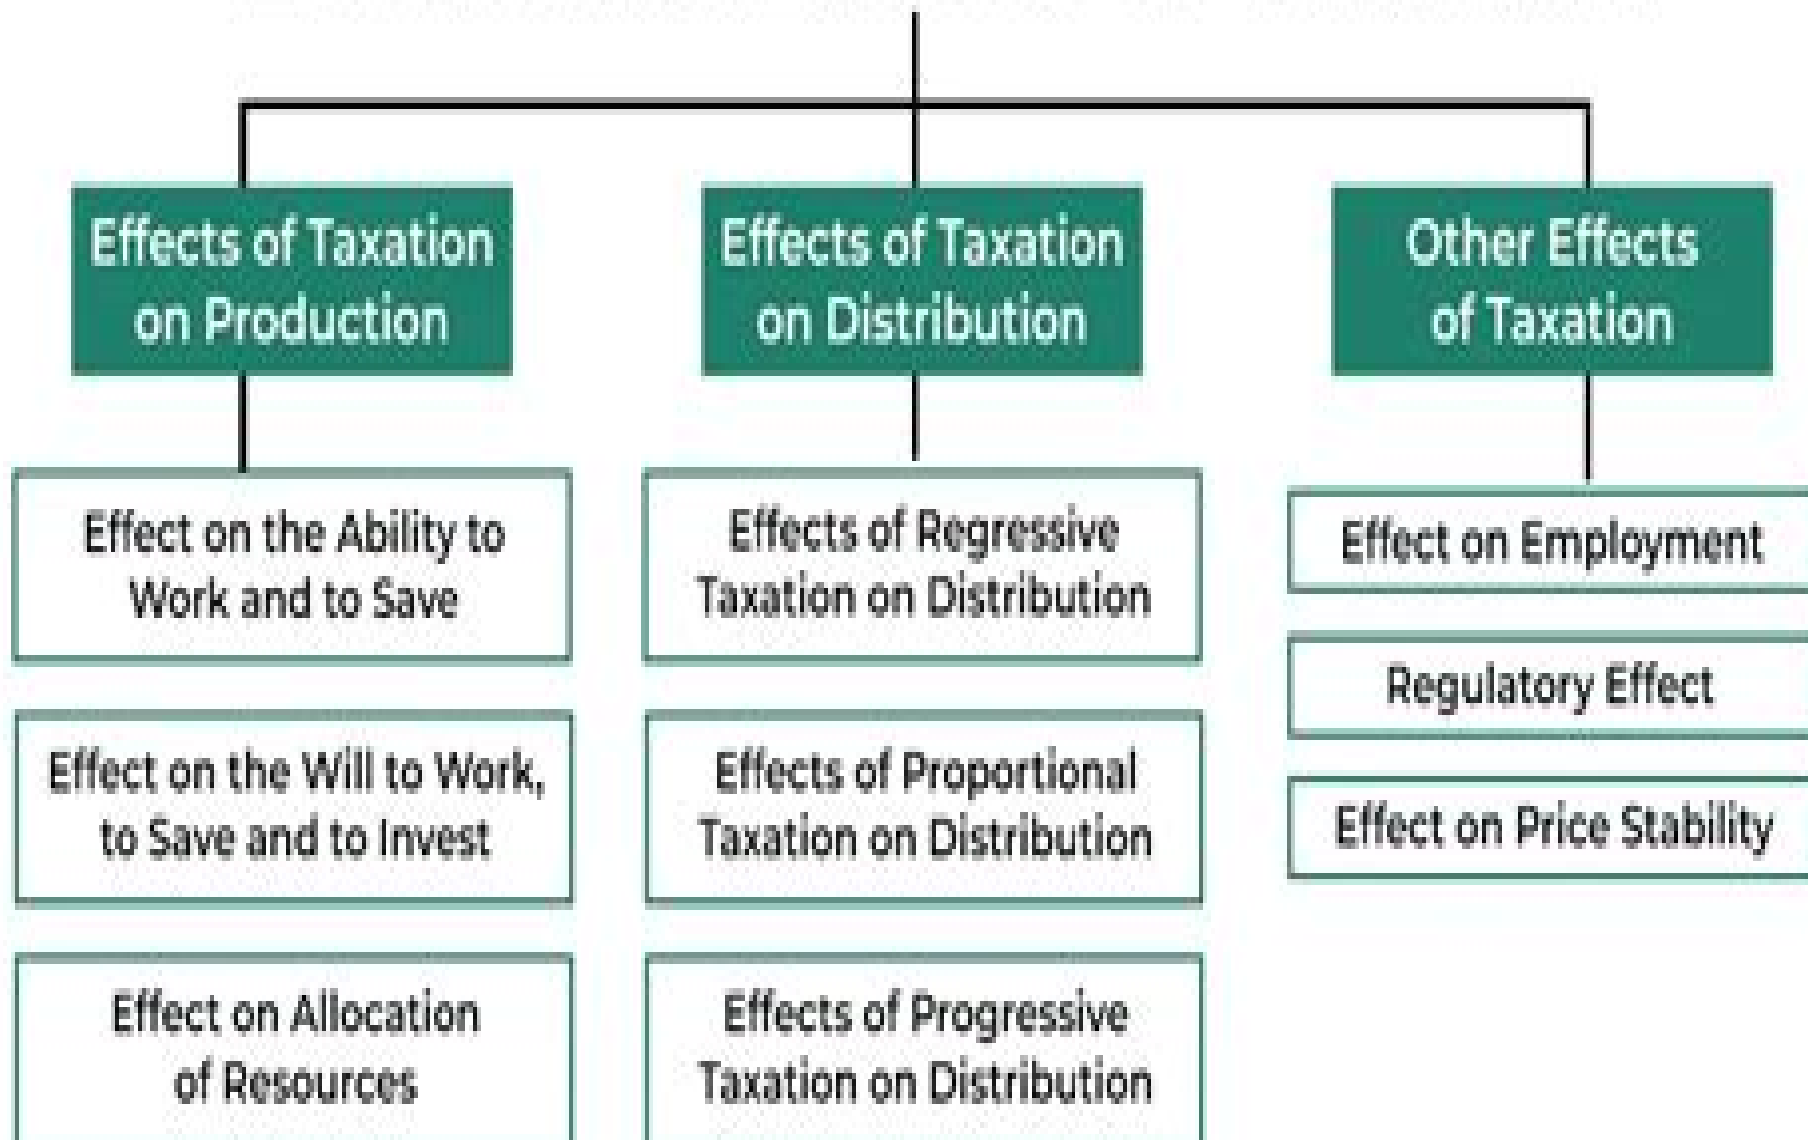 Effects of Taxation
on Production
Effects of Taxation
on Distribution
Other Effects
of Taxation
Effect on the Ability to
Work and to Save
Effect on the Will to Work,
to Save and to Invest
Effect on Allocation
of Resources
Effects of Regressive
Taxation on Distribution
Effects of Proportional
Taxation on Distribution
Effects of Progressive
Taxation on Distribution
Effect on Employment
Regulatory Effect
Effect on Price Stability